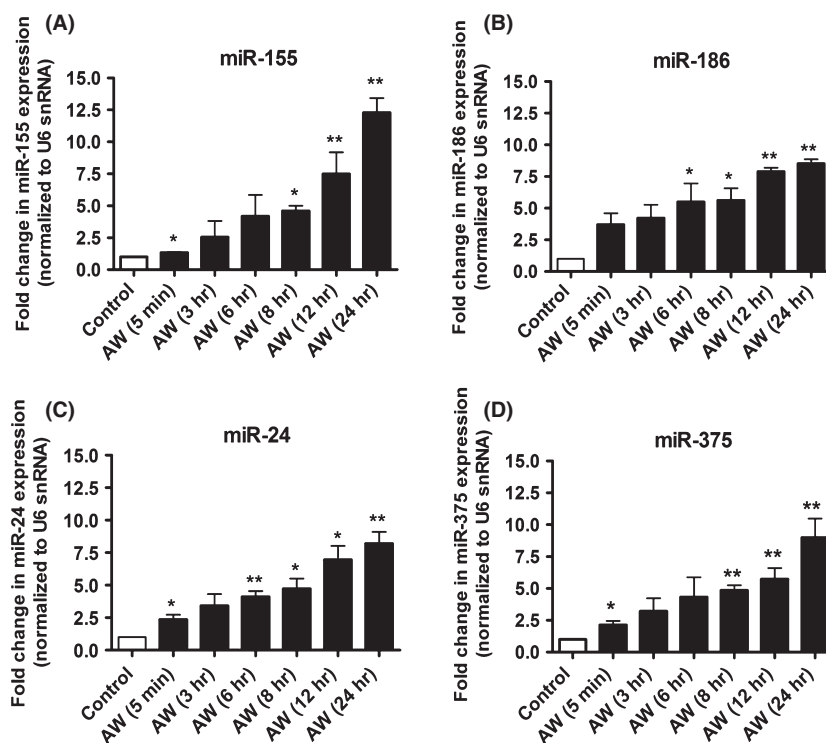 (A)
miR-155
Fold change in miR-155 expression
(normalized to U6 snRNA)
15.0
12.5
10.0
7.5
5.0
2.5
0.0
*
*
**
**
Control
AW (5 min)
AW (3 hr)
AW (6 hr)
AW (8 hr)
AW (12 hr)
AW (24 hr)
(B)
miR-186
Fold change in miR-186 expression
(normalized to U6 snRNA)
15.0
12.5
10.0
7.5
5.0
2.5
0.0
*
*
**
**
Control
AW (5 min)
AW (3 hr)
AW (6 hr)
AW (8 hr)
AW (12 hr)
AW (24 hr)
(C)
miR-24
Fold change in miR-24 expression
(normalized to U6 snRNA)
15.0
12.5
10.0
7.5
5.0
2.5
0.0
*
**
*
*
**
Control
AW (5 min)
AW (3 hr)
AW (6 hr)
AW (8 hr)
AW (12 hr)
AW (24 hr)
(D)
miR-375
Fold change in miR-375 expression
(normalized to U6 snRNA)
15.0
12.5
10.0
7.5
5.0
2.5
0.0
*
**
**
**
Control
AW (5 min)
AW (3 hr)
AW (6 hr)
AW (8 hr)
AW (12 hr)
AW (24 hr)